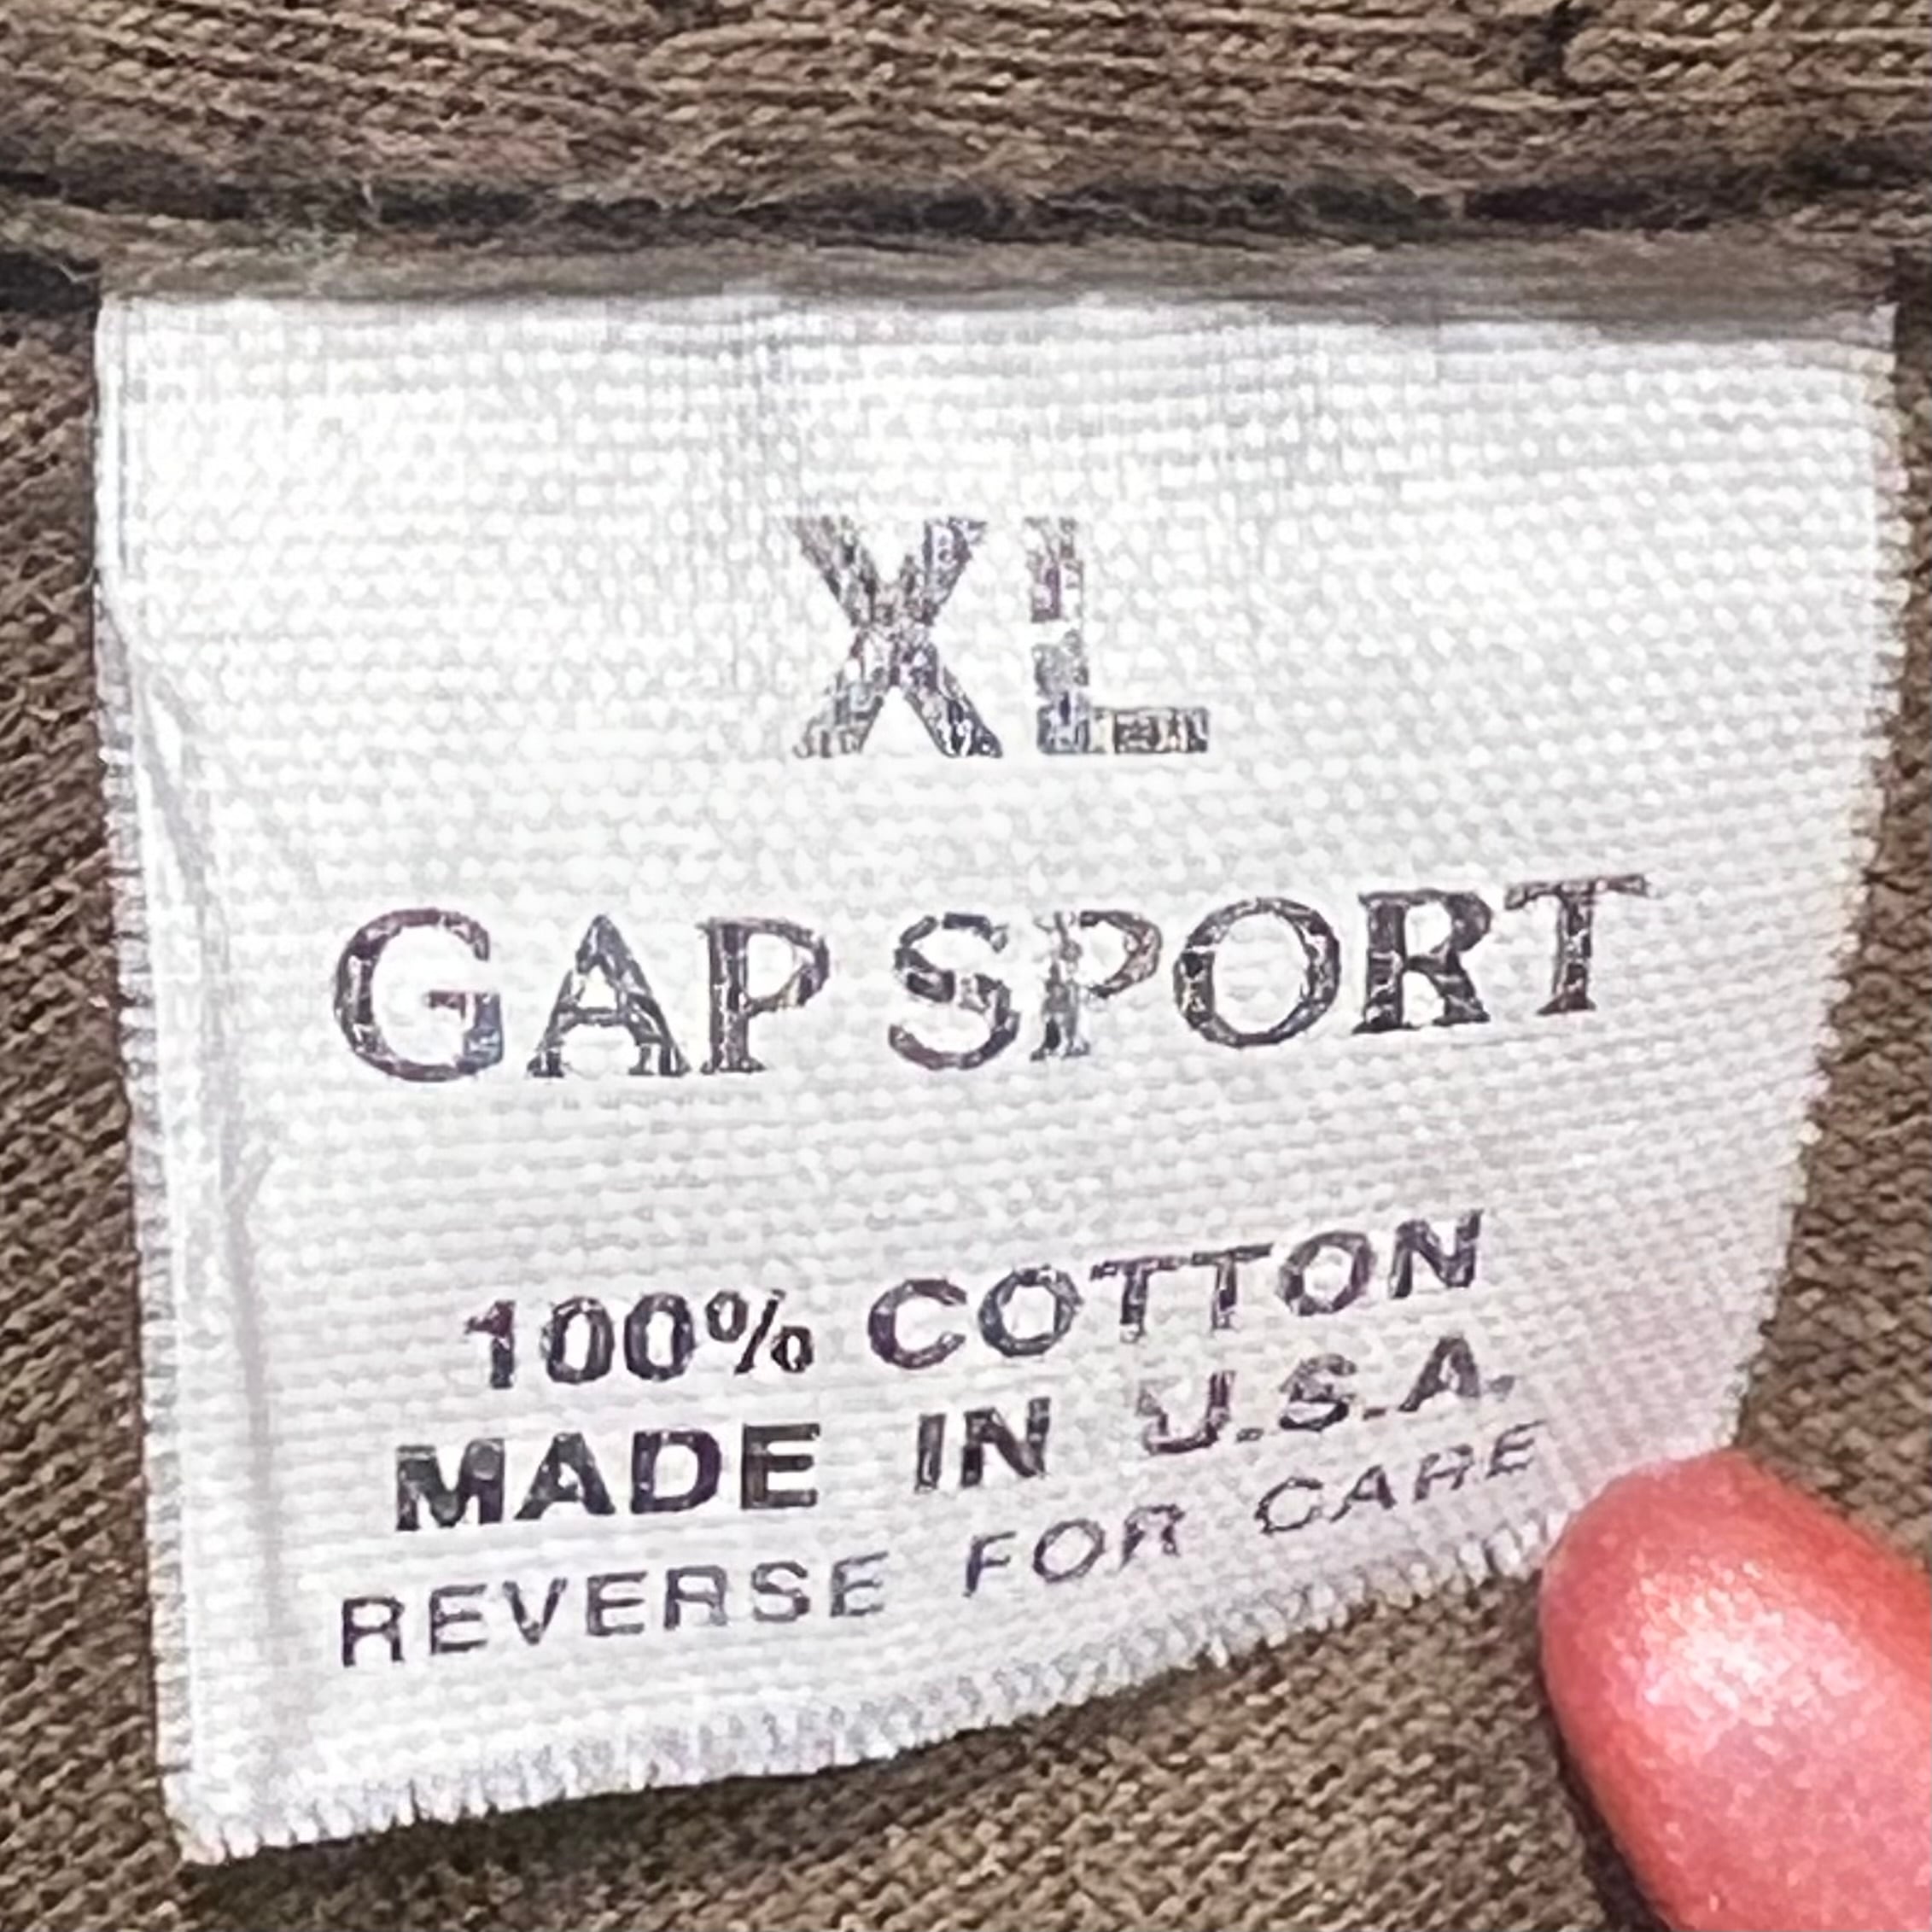 XL
GAP SPORT
100% COTTON
MADE IN U.S.A.
REVERSE FOR CARE